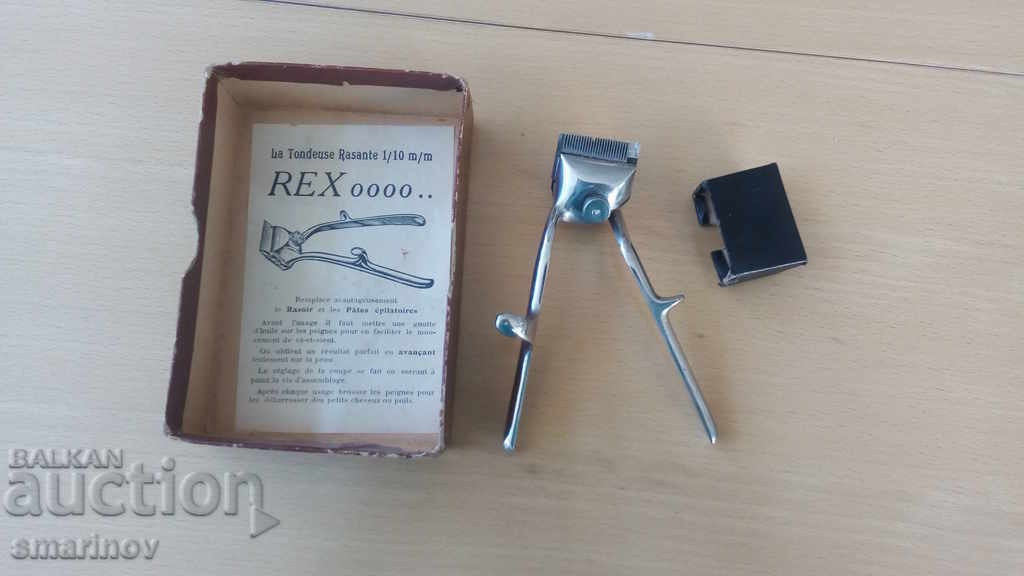 La Tondeuse Rasante 1/10 m/m
REX oooo..
Remplace avantageusement
le Rasoir et les Pâtes épilatoires
Avant l'usage il faut mettre une goutte
d'huile sur les peignes pour en faciliter le mou-
vement de va-et-vient.
On obtient un résultat parfait en avançant
lentement sur la peau.
Le réglage de la coupe se fait en serrant à
point la vis d'assemblage.
Après chaque usage brosser les peignes pour
les débarrasser des petits cheveux ou poils.
BALKAN
auction
smarinov